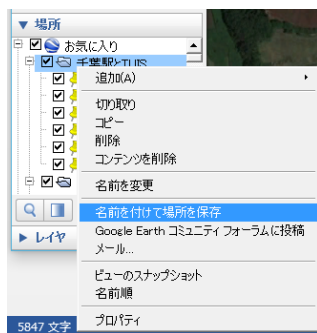 場所
お気に入り
千葉駅とTUIS
追加(A)
切り取り
コピー
削除
コンテンツを削除
名前を変更
名前を付けて場所を保存
Google Earth コミュニティ フォーラムに投稿
メール...
ビューのスナップショット
名前順
プロパティ
レイヤ
5847 文字